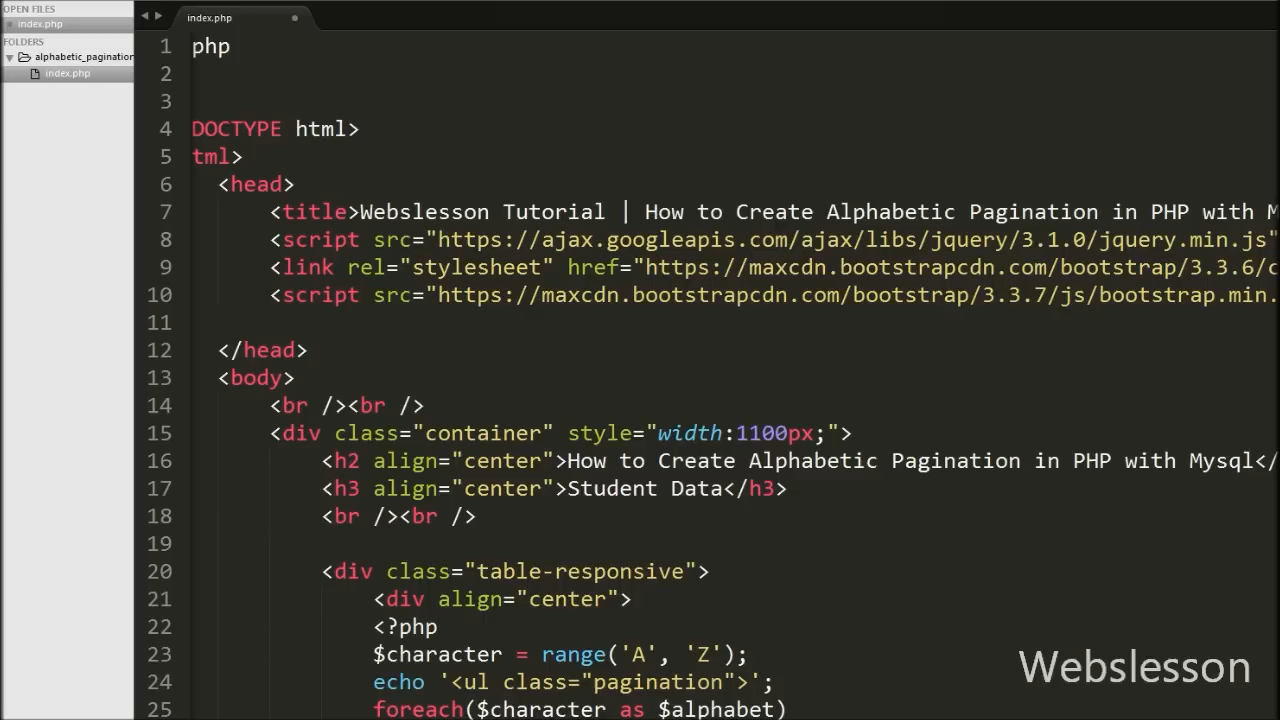 OPEN FILES
index.php
FOLDERS
alphabetic_pagination
index.php
index.php
1 php
2
3
4 DOCTYPE html>
5 tml>
6 <head>
7 <title>Webslesson Tutorial | How to Create Alphabetic Pagination in PHP with M
8 <script src="https://ajax.googleapis.com/ajax/libs/jquery/3.1.0/jquery.min.js"
9 <link rel="stylesheet" href="https://maxcdn.bootstrapcdn.com/bootstrap/3.3.6/c
10 <script src="https://maxcdn.bootstrapcdn.com/bootstrap/3.3.7/js/bootstrap.min.
11
12 </head>
13 <body>
14 <br /><br />
15 <div class="container" style="width:1100px;">
16 <h2 align="center">How to Create Alphabetic Pagination in PHP with Mysql</
17 <h3 align="center">Student Data</h3>
18 <br /><br />
19
20 <div class="table-responsive">
21 <div align="center">
22 <?php
23 $character = range('A', 'Z');
24 echo '<ul class="pagination">';
25 foreach($character as $alphabet)
Webslesson